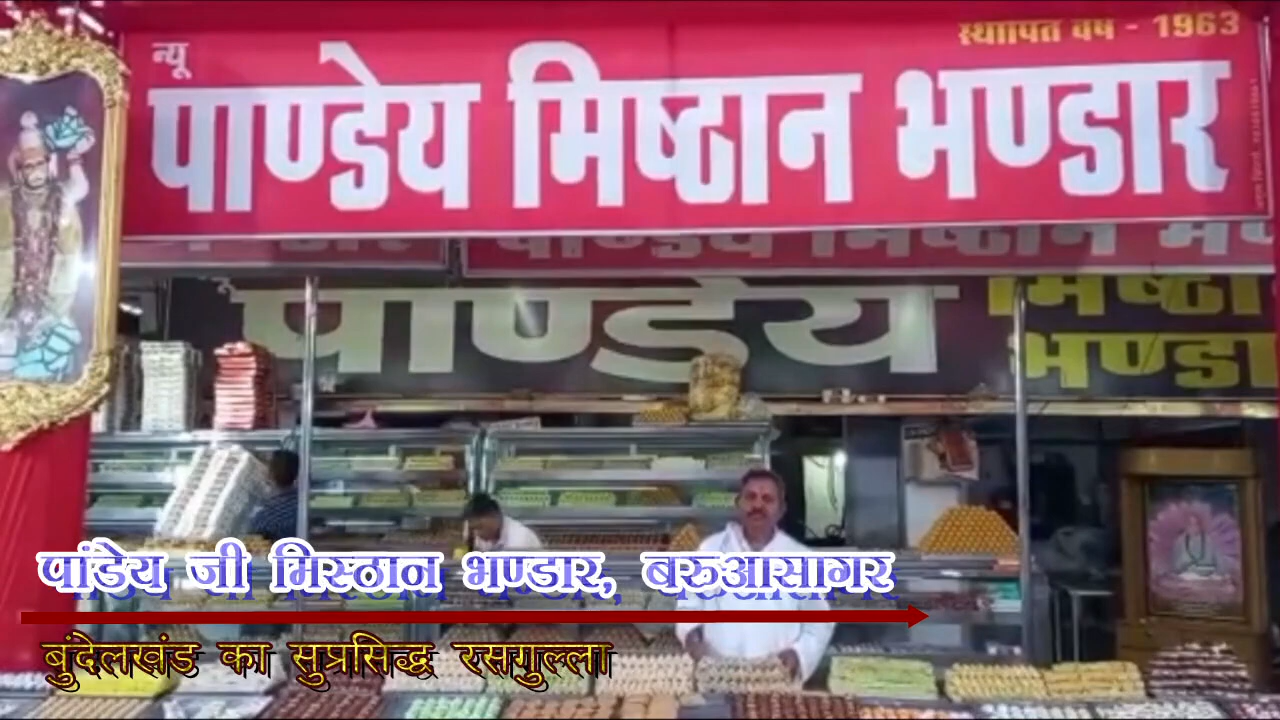 स्थापित वर्ष - 1963
न्यू
पाण्डेय मिष्ठान भण्डार
पाण्डेय मिष्ठान
न्यू
पाण्डेय
भण्डा
पांडेय जी मिस्ठान भण्डार, बरुआसागर
बुंदेलखंड का सुप्रसिद्ध रसगुल्ला